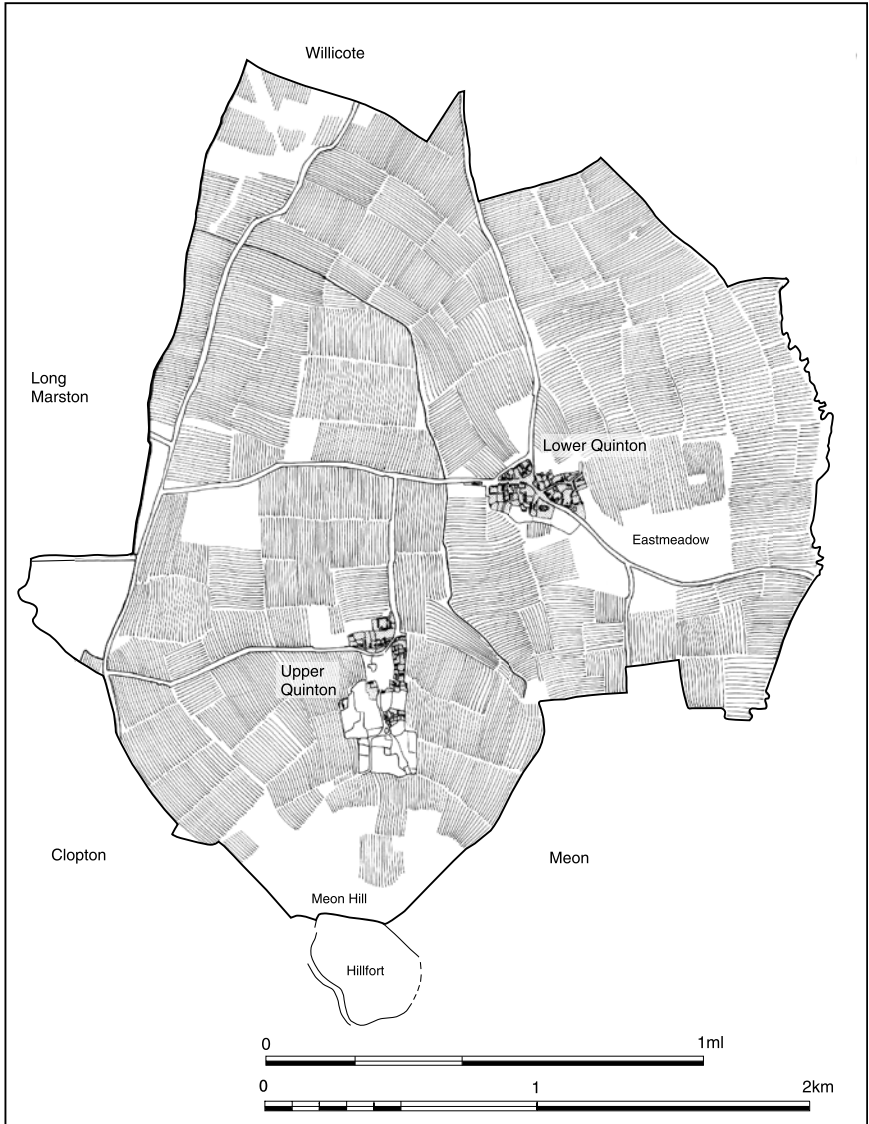 Willicote
Long
Marston
Lower Quinton
Eastmeadow
Upper
Quinton
Clopton
Meon
Meon Hill
Hillfort
0 1ml
0 1 2km